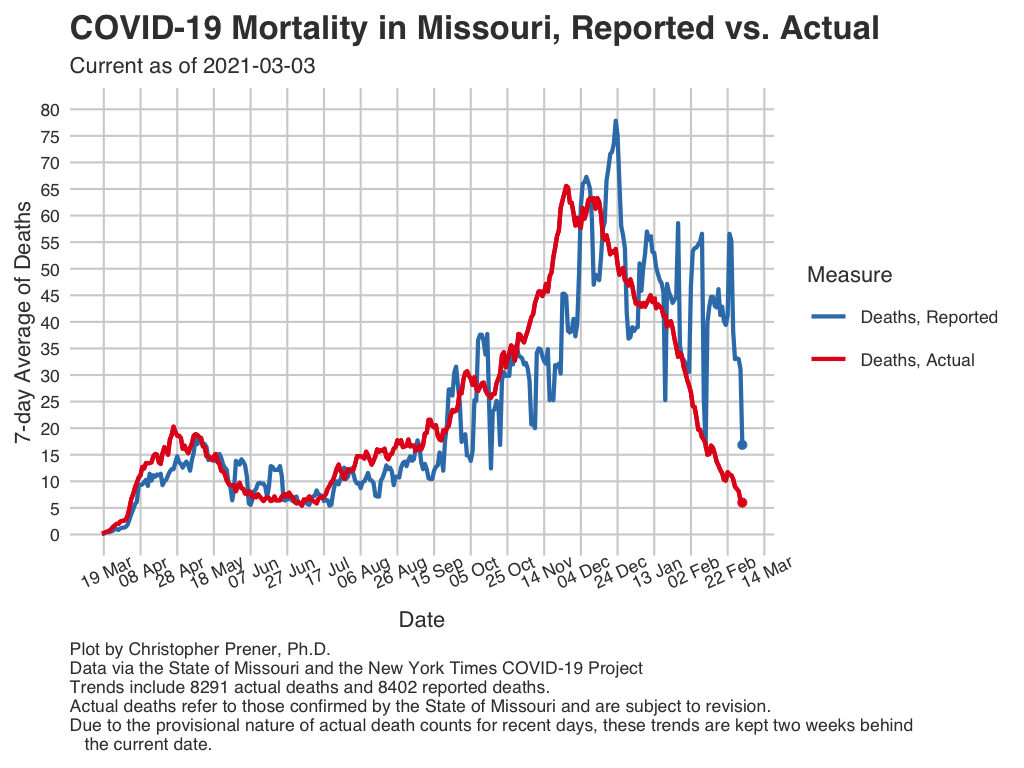 COVID-19 Mortality in Missouri, Reported vs. Actual
Current as of 2021-03-03
80
75
70
65
60
55
50
45
40
35
30
25
20
15
10
5
0
7-day Average of Deaths
19 Mar
08 Apr
28 Apr
18 May
07 Jun
27 Jun
17 Jul
06 Aug
26 Aug
15 Sep
05 Oct
25 Oct
14 Nov
04 Dec
24 Dec
13 Jan
02 Feb
22 Feb
14 Mar
Date
Measure
Deaths, Reported
Deaths, Actual
Plot by Christopher Prener, Ph.D.
Data via the State of Missouri and the New York Times COVID-19 Project
Trends include 8291 actual deaths and 8402 reported deaths.
Actual deaths refer to those confirmed by the State of Missouri and are subject to revision.
Due to the provisional nature of actual death counts for recent days, these trends are kept two weeks behind
the current date.